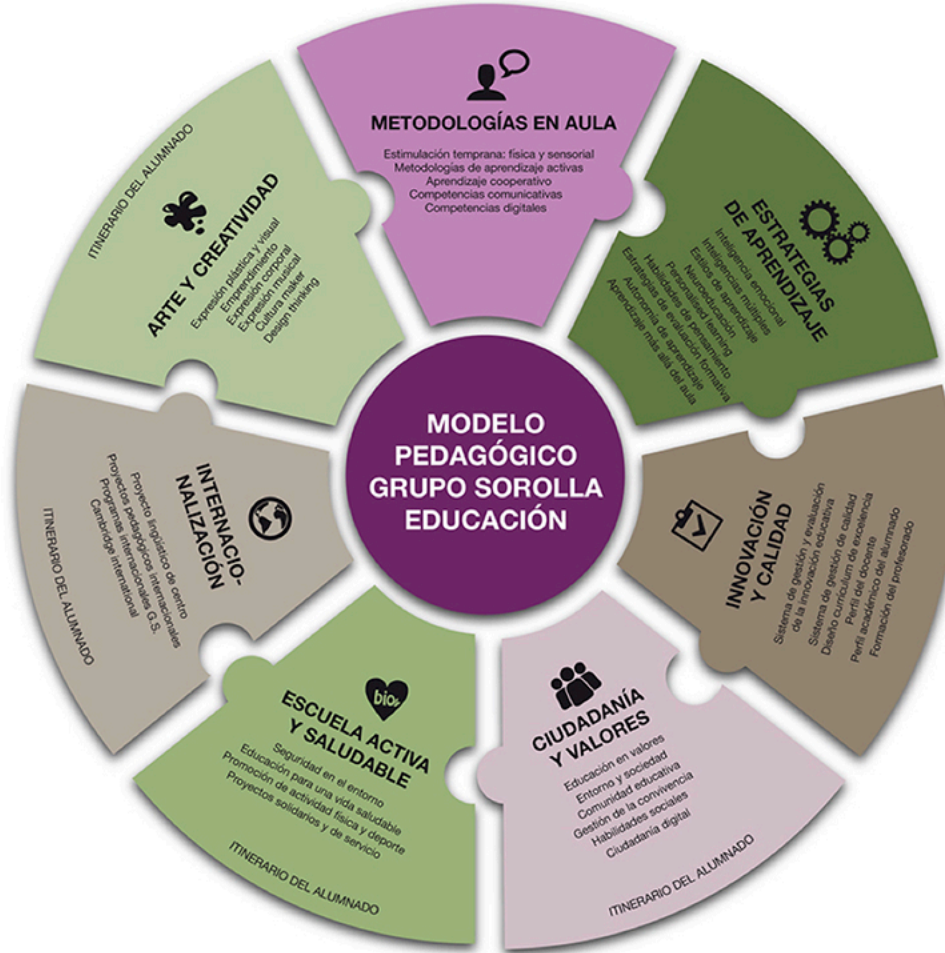 METODOLOGÍAS EN AULA
Estimulación temprana: física y sensorial
Metodologías de aprendizaje activas
Aprendizaje cooperativo
Competencias comunicativas
Competencias digitales
ESTRATEGIAS
DE APRENDIZAJE
Inteligencia emocional
Inteligencias múltiples
Estilos de aprendizaje
Neuroeducación
Personalised learning
Habilidades de pensamiento
Estrategias de evaluación formativa
Autonomía de aprendizaje
Aprendizaje más allá del aula
INNOVACIÓN
Y CALIDAD
Sistema de gestión y evaluación
de la innovación educativa
Sistema de gestión de calidad
Diseño currículum de excelencia
Perfil del docente
Perfil académico del alumnado
Formación del profesorado
CIUDADANÍA
Y VALORES
Educación en valores
Entorno y sociedad
Comunidad educativa
Gestión de la convivencia
Habilidades sociales
Ciudadanía digital
ITINERARIO DEL ALUMNADO
bio
ESCUELA ACTIVA
Y SALUDABLE
Seguridad en el entorno
Educación para una vida saludable
Promoción de actividad física y deporte
Proyectos solidarios y de servicio
ITINERARIO DEL ALUMNADO
INTERNACIO-
NALIZACIÓN
Proyecto lingüístico de centro
Proyectos pedagógicos internacionales
Programas internacionales G.S.
Cambridge international
ITINERARIO DEL ALUMNADO
ITINERARIO DEL ALUMNADO
ARTE Y CREATIVIDAD
Expresión plástica y visual
Emprendimiento
Expresión corporal
Expresión musical
Cultura maker
Design thinking
MODELO
PEDAGÓGICO
GRUPO SOROLLA
EDUCACIÓN